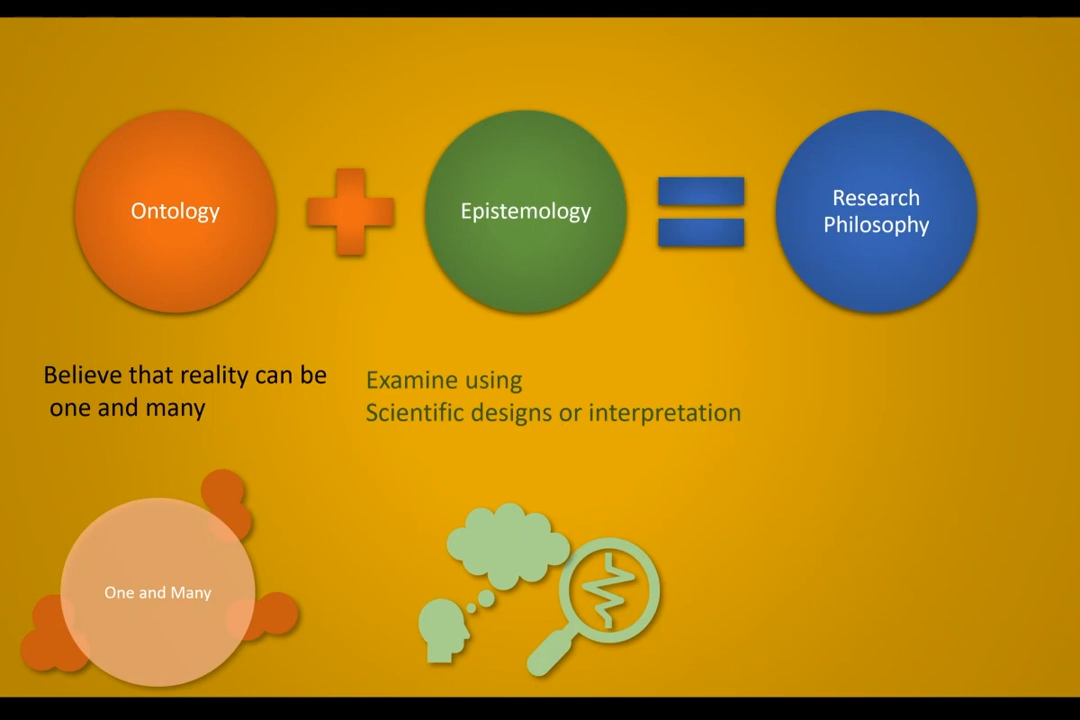 Ontology
Epistemology
Research
Philosophy
Believe that reality can be
one and many
Examine using
Scientific designs or interpretation
One and Many